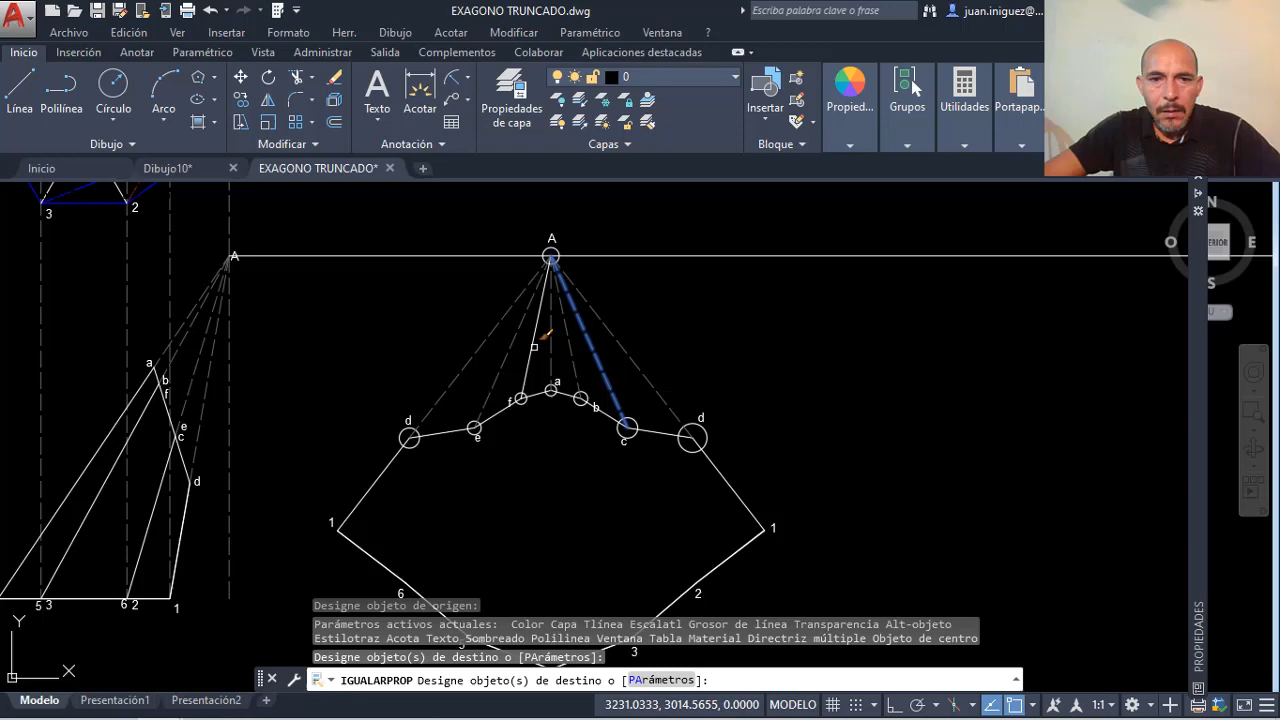 EXAGONO TRUNCADO.dwg
Escriba palabra clave o frase
juan.iniguez@...
Archivo Edición Ver Insertar Formato Herr. Dibujo Acotar Modificar Paramétrico Ventana ?
Inicio Inserción Anotar Paramétrico Vista Administrar Salida Complementos Colaborar Aplicaciones destacadas
0
Línea Polilínea Círculo Arco
Texto Acotar
Propiedades
de capa
Insertar
Propied... Grupos Utilidades Portapap...
Dibujo Modificar Anotación Capas Bloque
Inicio Dibujo10* EXAGONO TRUNCADO*
3 2
N
O ERIOR E
S
U
A
A
a
b
f
e
c
d
5 3 6 2 1
a
f b
d d
e c
1 1
6 2
3
Designe objeto de origen:
Parámetros activos actuales: Color Capa Tlínea Escalatl Grosor de línea Transparencia Alt-objeto
Estilotraz Acota Texto Sombreado Polilínea Ventana Tabla Material Directriz múltiple Objeto de centro
Designe objeto(s) de destino o [PArámetros]:
IGUALARPROP Designe objeto(s) de destino o [PArámetros]:
Y
X
PROPIEDADES
Modelo Presentación1 Presentación2
3231.0333, 3014.5655, 0.0000 MODELO 1:1